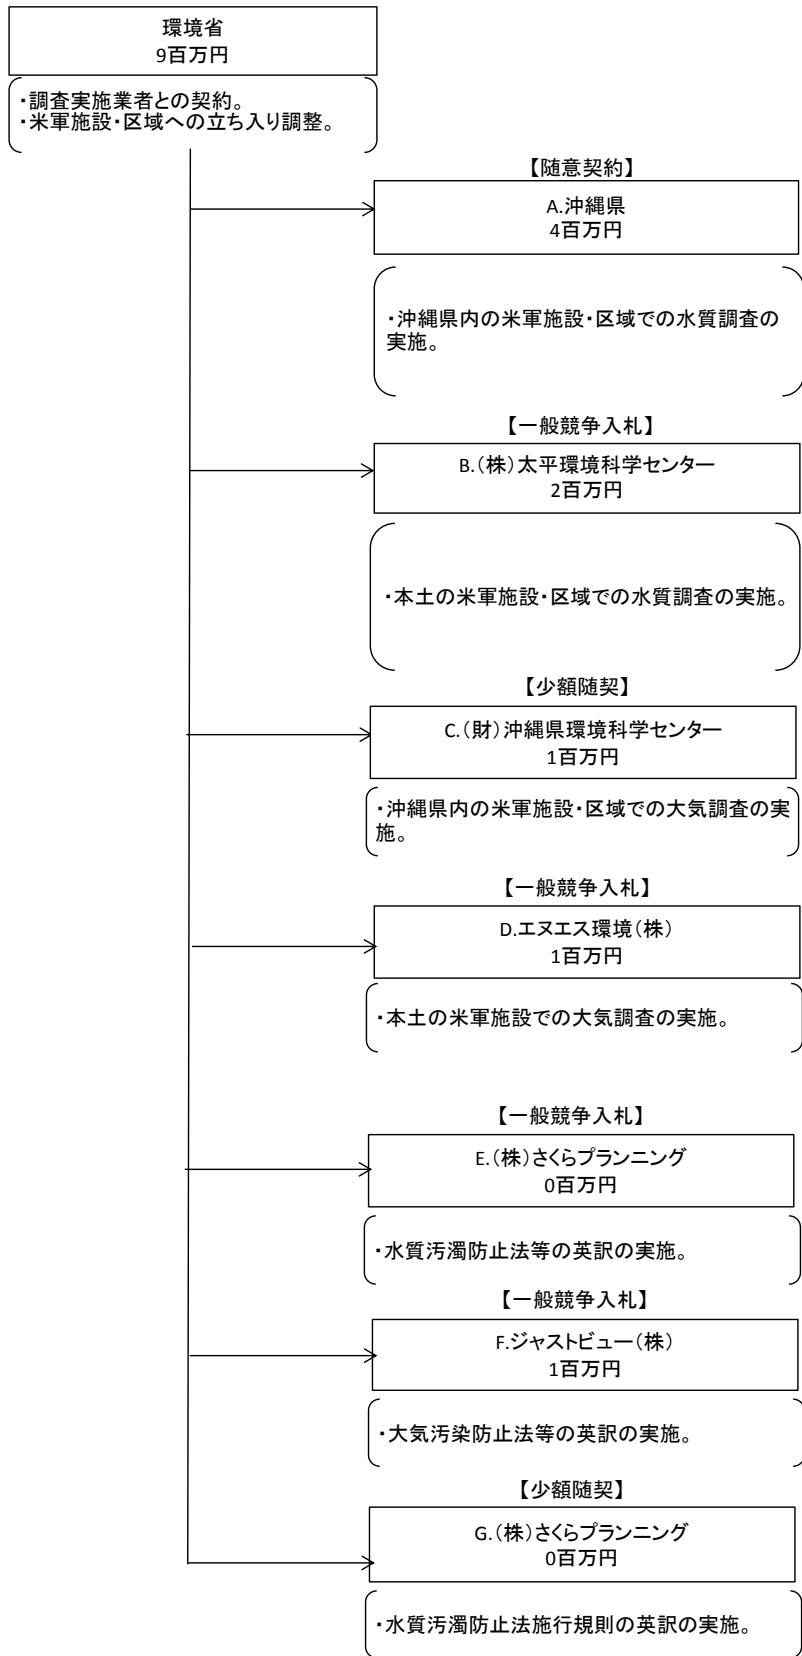 環境省
9百万円
・調査実施業者との契約。
・米軍施設・区域への立ち入り調整。
【随意契約】
A.沖縄県
4百万円
・沖縄県内の米軍施設・区域での水質調査の
実施。
【一般競争入札】
B.（株）太平環境科学センター
2百万円
・本土の米軍施設・区域での水質調査の実施。
【少額随契】
C.（財）沖縄県環境科学センター
1百万円
・沖縄県内の米軍施設・区域での大気調査の実
施。
【一般競争入札】
D.エヌエス環境（株）
1百万円
・本土の米軍施設での大気調査の実施。
【一般競争入札】
E.（株）さくらプランニング
0百万円
・水質汚濁防止法等の英訳の実施。
【一般競争入札】
F.ジャストビュー（株）
1百万円
・大気汚染防止法等の英訳の実施。
【少額随契】
G.（株）さくらプランニング
0百万円
・水質汚濁防止法施行規則の英訳の実施。